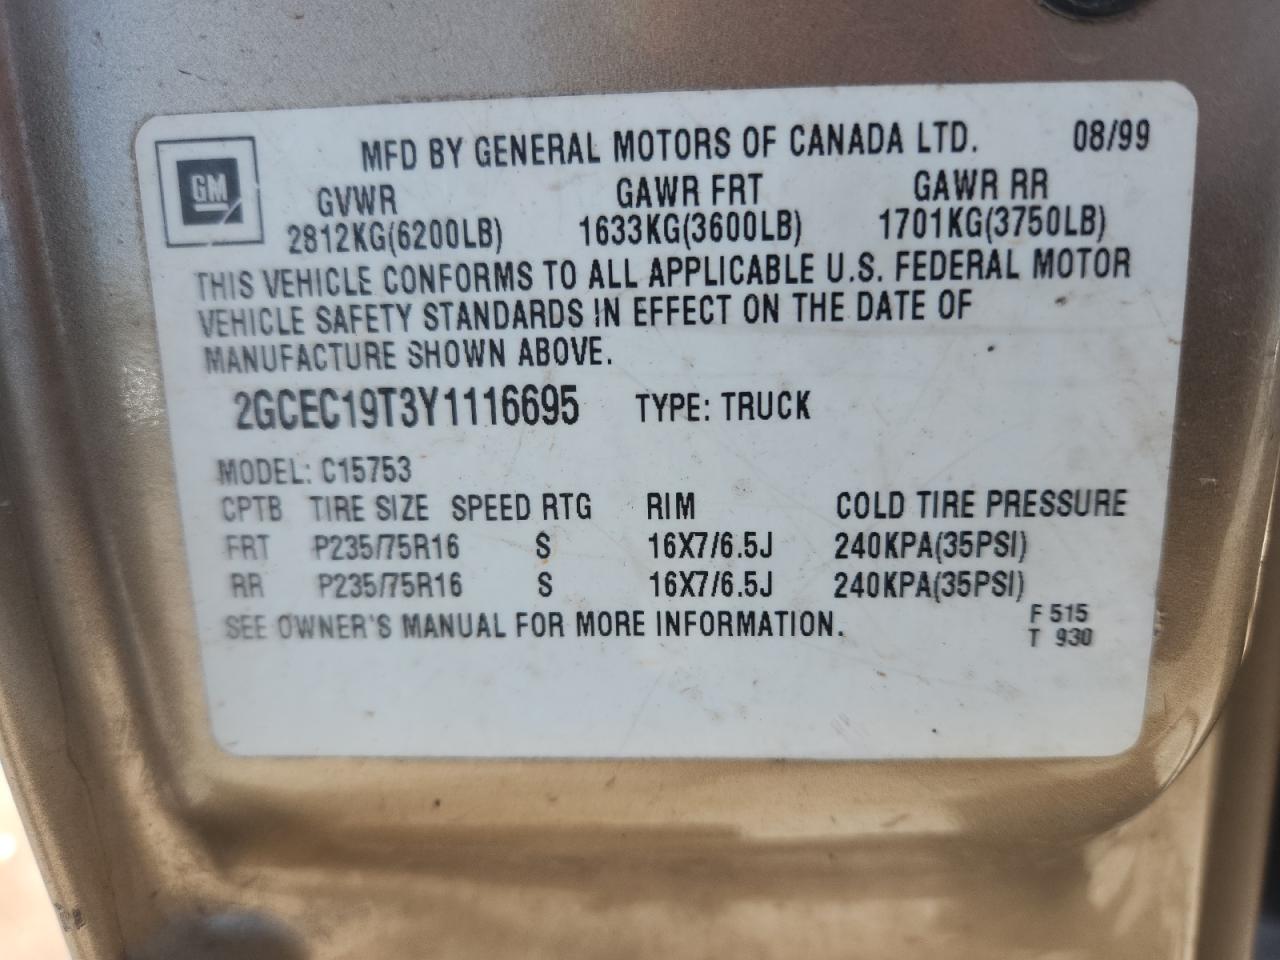 MFD BY GENERAL MOTORS OF CANADA LTD. 08/99
GM
GVWR GAWR FRT GAWR RR
2812KG(6200LB) 1633KG(3600LB) 1701KG(3750LB)
THIS VEHICLE CONFORMS TO ALL APPLICABLE U.S. FEDERAL MOTOR
VEHICLE SAFETY STANDARDS IN EFFECT ON THE DATE OF
MANUFACTURE SHOWN ABOVE.
2GCEC19T3Y1116695 TYPE: TRUCK
MODEL: C15753
CPTB TIRE SIZE SPEED RTG RIM COLD TIRE PRESSURE
FRT P235/75R16 S 16X7/6.5J 240KPA(35PSI)
RR P235/75R16 S 16X7/6.5J 240KPA(35PSI)
SEE OWNER'S MANUAL FOR MORE INFORMATION. F 515
T 930